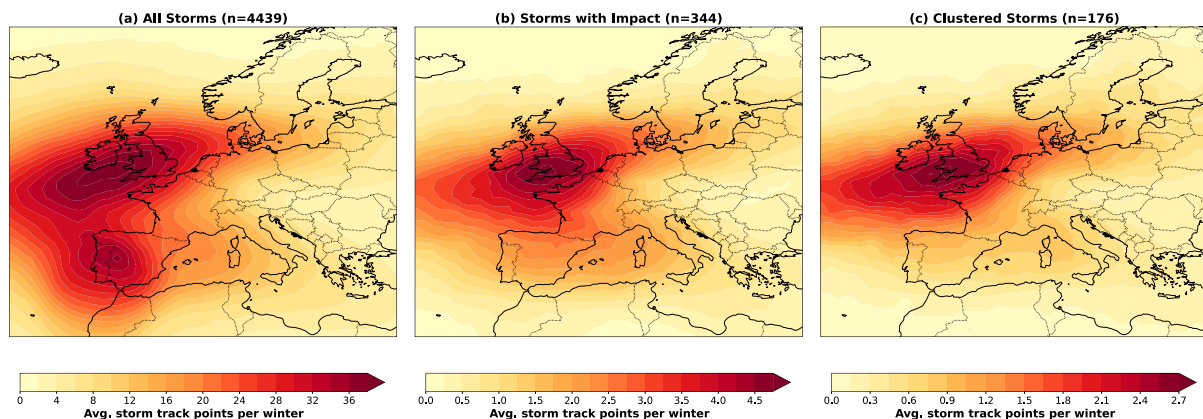 (a) All Storms (n=4439)
(b) Storms with Impact (n=344)
(c) Clustered Storms (n=176)
0 4 8 12 16 20 24 28 32 36
Avg. storm track points per winter
0.0 0.5 1.0 1.5 2.0 2.5 3.0 3.5 4.0 4.5
Avg. storm track points per winter
0.0 0.3 0.6 0.9 1.2 1.5 1.8 2.1 2.4 2.7
Avg. storm track points per winter